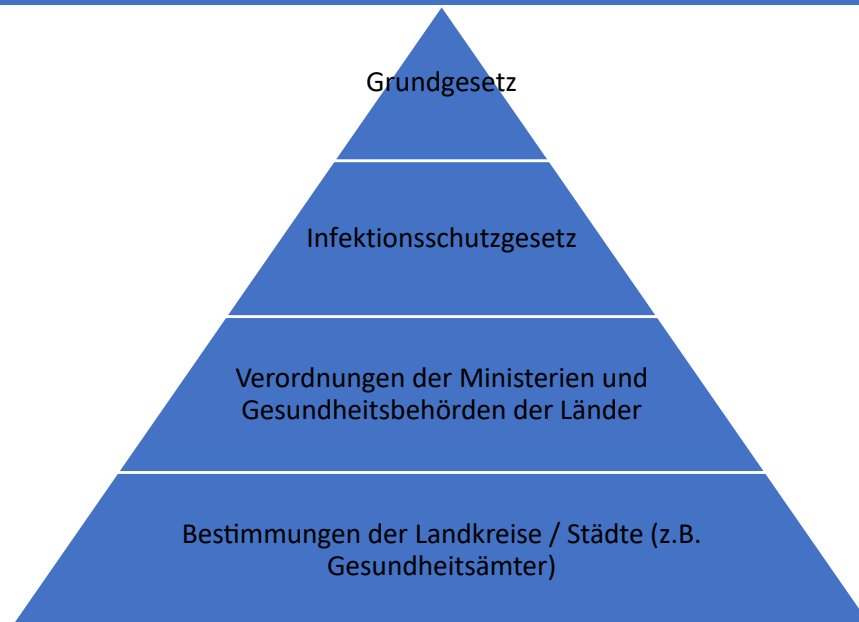 Grundgesetz
Infektionsschutzgesetz
Verordnungen der Ministerien und
Gesundheitsbehörden der Länder
Bestimmungen der Landkreise / Städte (z.B.
Gesundheitsämter)